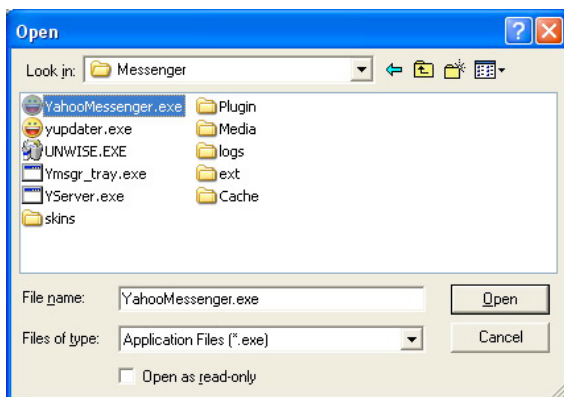 Open
Look in: Messenger
YahooMessenger.exe Plugin
yupdater.exe Media
UNWISE.EXE logs
Ymsgr_tray.exe ext
YServer.exe Cache
skins
File name: YahooMessenger.exe Open
Files of type: Application Files (*.exe) Cancel
Open as read-only